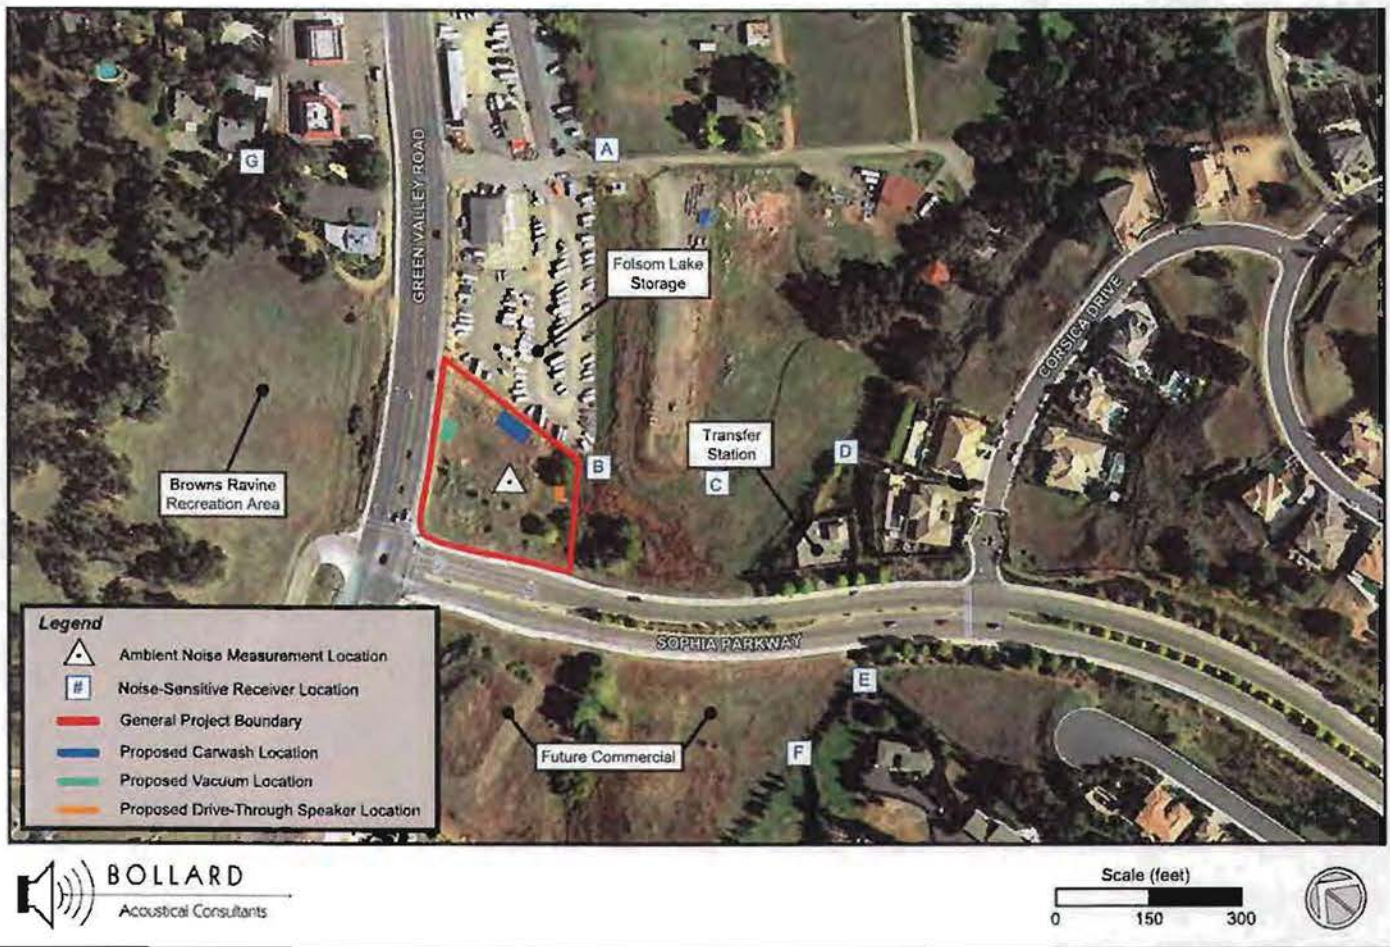 G
A
GREEN VALLEY ROAD
Folsom Lake
Storage
CORSICA DRIVE
Transfer
Station
D
B
C
Browns Ravine
Recreation Area
SOPHIA PARKWAY
E
F
Future Commercial
Legend
Ambient Noise Measurement Location
# Noise-Sensitive Receiver Location
General Project Boundary
Proposed Carwash Location
Proposed Vacuum Location
Proposed Drive-Through Speaker Location
BOLLARD
Acoustical Consultants
Scale (feet)
0 150 300